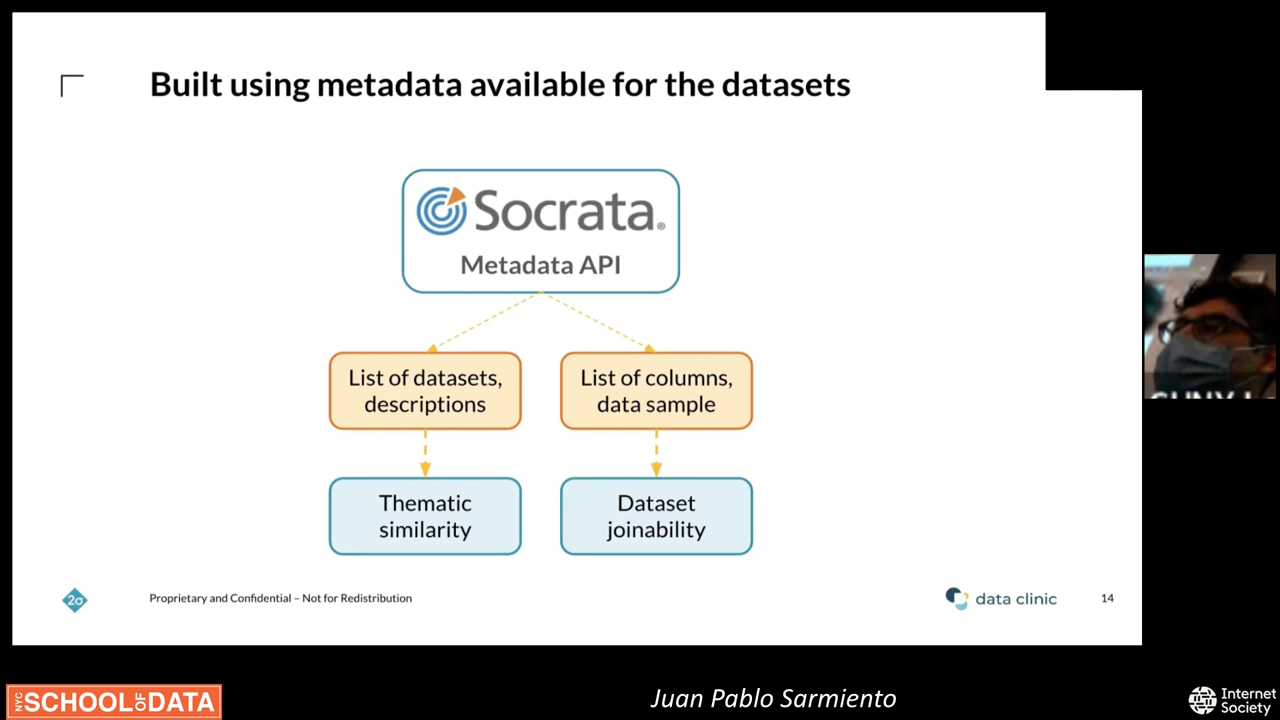 Built using metadata available for the datasets
Socrata®
Metadata API
List of datasets,
descriptions
List of columns,
data sample
Thematic
similarity
Dataset
joinability
2σ
Proprietary and Confidential – Not for Redistribution
data clinic
14
NYC SCHOOL OF DATA
Juan Pablo Sarmiento
Internet
Society